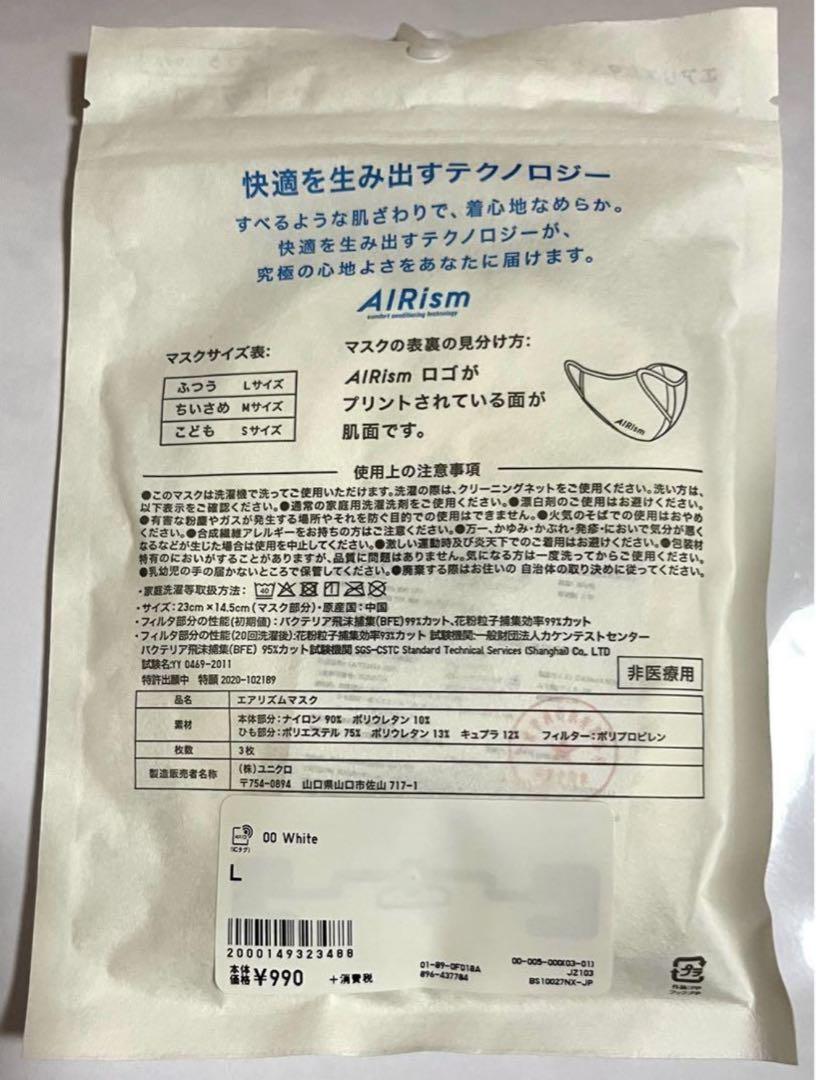 快適を生み出すテクノロジー
すべるような肌ざわりで、着心地なめらか。
快適を生み出すテクノロジーが、
究極の心地よさをあなたに届けます。
AIRism
comfort conditioning technology
マスクサイズ表:
ふつう Lサイズ
ちいさめ Mサイズ
こども Sサイズ
マスクの表裏の見分け方:
AIRism ロゴが
プリントされている面が
肌面です。
AIRism
使用上の注意事項
●このマスクは洗濯機で洗ってご使用いただけます。洗濯の際は、クリーニングネットをご使用ください。洗い方は、
以下表示をご確認ください。●通常の家庭用洗濯洗剤をご使用ください。●漂白剤のご使用はお避けください。
●有害な粉塵やガスが発生する場所やそれを防ぐ目的での使用はできません。●火気のそばでの使用はおやめ
ください。●合成繊維アレルギーをお持ちの方はご注意ください。●万一、かゆみ・かぶれ・発疹・において気分が悪く
なるなどが生じた場合は使用を中止してください。●激しい運動時及び炎天下でのご着用はお避けください。●包装材
特有のにおいがすることがありますが、品質に問題はありません。気になる方は一度洗ってからご使用ください。
●乳幼児の手の届かないところで保管してください。●廃棄する際はお住いの 自治体の取り決めに従ってください。
・家庭洗濯等取扱方法: 40
・サイズ:23cm×14.5cm(マスク部分)・原産国:中国
・フィルタ部分の性能(初期値):バクテリア飛沫捕集(BFE)99%カット、花粉粒子捕集効率99%カット
・フィルタ部分の性能(20回洗濯後):花粉粒子捕集効率93%カット 試験機関:一般財団法人カケンテストセンター
バクテリア飛沫捕集(BFE) 95%カット試験機関 SGS-CSTC Standard Technical Services (Shanghai) Co., LTD
試験名:YY 0469-2011
特許出願中 特願 2020-102189
非医療用
品名 エアリズムマスク
素材 本体部分:ナイロン 90% ポリウレタン 10%
ひも部分:ポリエステル 75% ポリウレタン 13% キュプラ 12% フィルター:ポリプロピレン
枚数 3枚
製造販売者名称 (株)ユニクロ
〒754-0894 山口県山口市佐山 717-1
(ICタグ) 00 White
L
2000149323488
本体価格 ¥990 +消費税
01-89-0F018A
896-437784
00-005-000(03-01)
JZ103
BS10027NX-JP
プラ